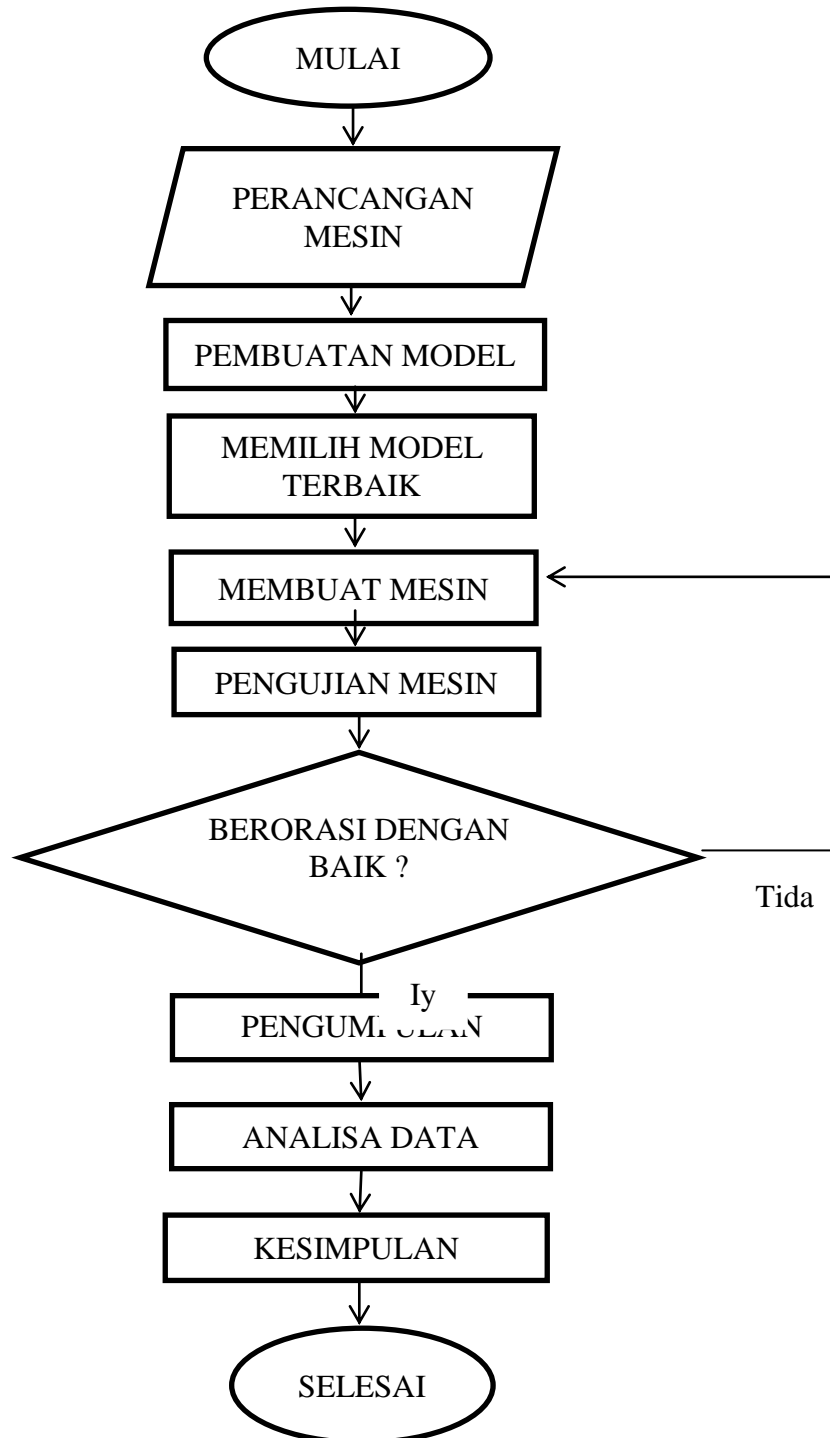 MULAI
PERANCANGAN
MESIN
PEMBUATAN MODEL
MEMILIH MODEL
TERBAIK
MEMBUAT MESIN
PENGUJIAN MESIN
BERORASI DENGAN
BAIK ?
Tida
Iy
PENGUMPULAN
ANALISA DATA
KESIMPULAN
SELESAI